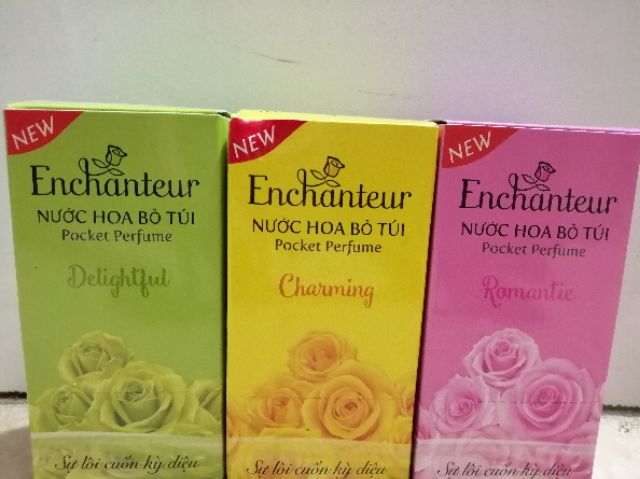 NEW
Enchanteur
NƯỚC HOA BỎ TÚI
Pocket Perfume
Delightful
Sự lôi cuốn kỳ diệu
NEW
Enchanteur
NƯỚC HOA BỎ TÚI
Pocket Perfume
Charming
Sự lôi cuốn kỳ diệu
NEW
Enchanteur
NƯỚC HOA BỎ TÚI
Pocket Perfume
Romantic
Sự lôi cuốn kỳ diệu